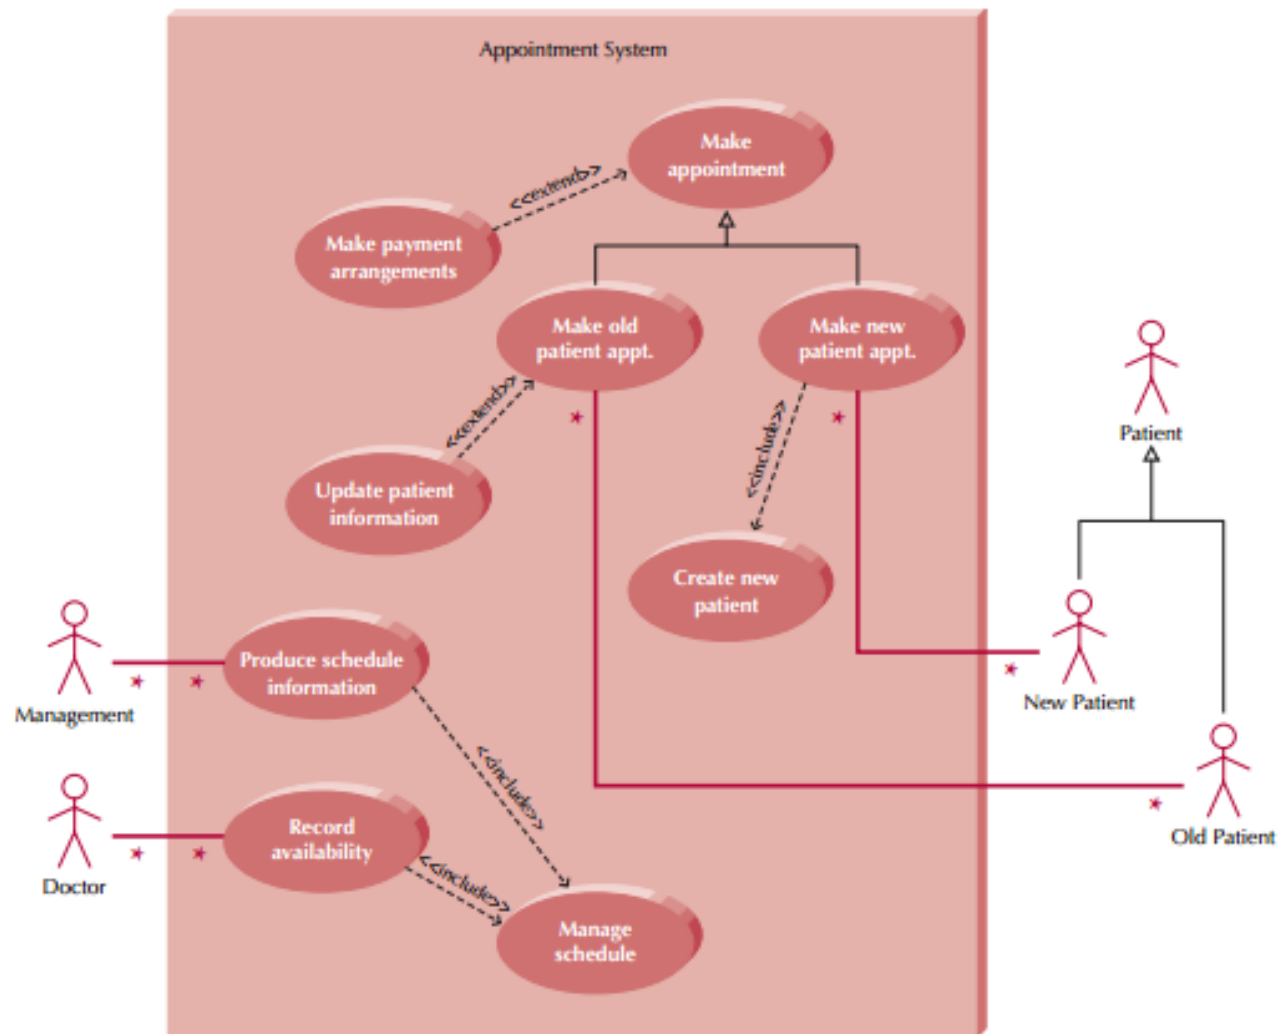 Appointment System
Make
appointment
<<extend>>
Make payment
arrangements
Make old
patient appt.
Make new
patient appt.
<<extend>>
*
<<include>>
*
Patient
Update patient
information
Create new
patient
Produce schedule
information
*
*
Management
*
New Patient
<<include>>
Record
availability
*
*
Doctor
<<include>>
*
Old Patient
Manage
schedule